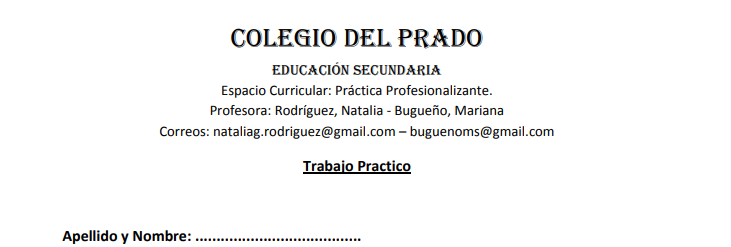 COLEGIO DEL PRADO
EDUCACIÓN SECUNDARIA
Espacio Curricular: Práctica Profesionalizante.
Profesora: Rodríguez, Natalia - Bugueño, Mariana
Correos: nataliag.rodriguez@gmail.com – buguenoms@gmail.com
Trabajo Practico
Apellido y Nombre: .......................................